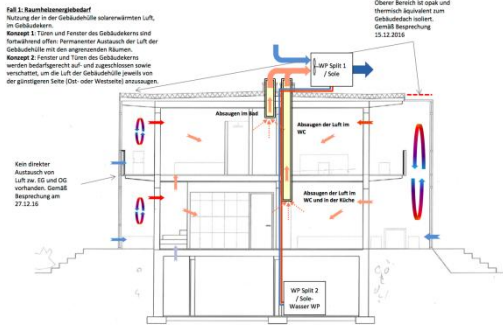 Fall 1: Raumheizenergiebedarf
Nutzung der in der Gebäudehülle solarerwärmten Luft,
im Gebäudekern.
Konzept 1: Türen und Fenster des Gebäudekerns sind
fortwährend offen: Permanenter Austausch der Luft der
Gebäudehülle mit den angrenzenden Räumen.
Konzept 2: Fenster und Türen des Gebäudekerns
werden bedarfsgerecht auf- und zugeschlossen sowie
verschattet, um die Luft der Gebäudehülle jeweils von
der günstigeren Seite (Ost- oder Westseite) anzusaugen.
Oberer Bereich ist opak und
thermisch äquivalent zum
Gebäudedach isoliert.
Gemäß Besprechung
15.12.2016
WP Split 1
/ Sole
Absaugen im Bad
Absaugen der Luft im
WC
Kein direkter
Austausch von
Luft zw. EG und OG
vorhanden. Gemäß
Besprechung am
27.12.16
Absaugen der Luft im
WC und in der Küche
WP Split 2
/ Sole-
Wasser WP